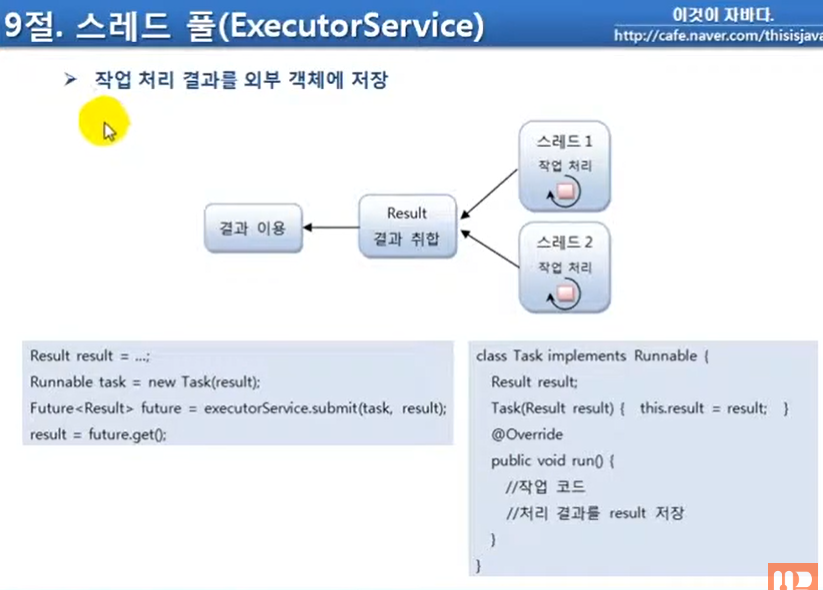 9절. 스레드 풀(ExecutorService)
이것이 자바다.
http://cafe.naver.com/thisisjava
➢ 작업 처리 결과를 외부 객체에 저장
스레드 1
작업 처리
Result
결과 취합
결과 이용
스레드 2
작업 처리
Result result = ...;
Runnable task = new Task(result);
Future<Result> future = executorService.submit(task, result);
result = future.get();
class Task implements Runnable {
Result result;
Task(Result result) { this.result = result; }
@Override
public void run() {
//작업 코드
//처리 결과를 result 저장
}
}